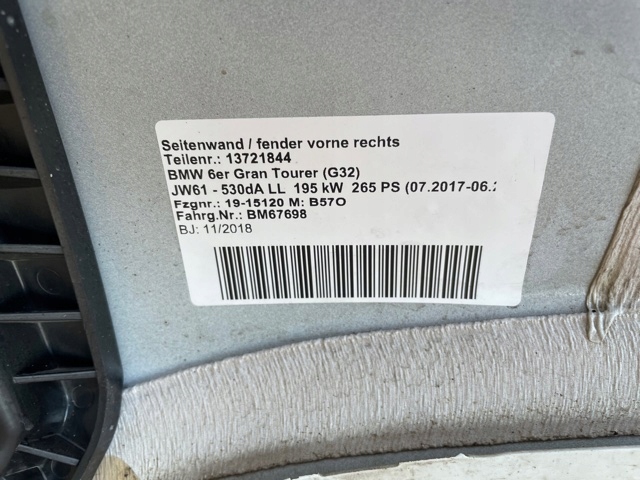 Seitenwand / fender vorne rechts
Teilenr.: 13721844
BMW 6er Gran Tourer (G32)
JW61 - 530dA LL 195 kW 265 PS (07.2017-06.2
Fzgnr.: 19-15120 M: B57O
Fahrg.Nr.: BM67698
BJ: 11/2018